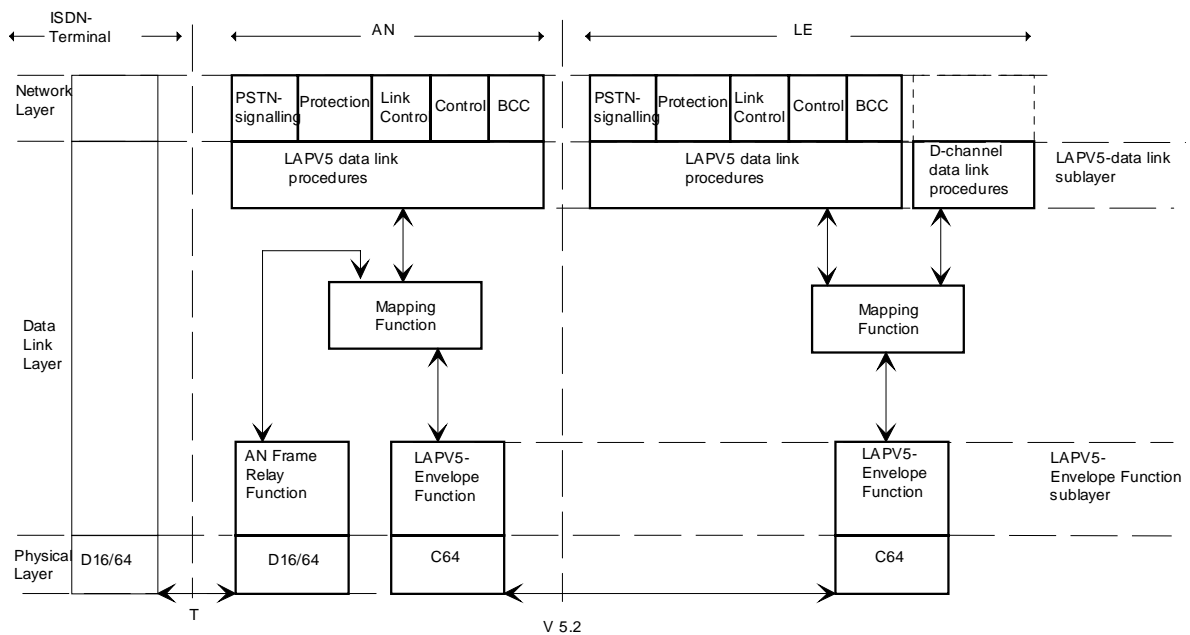 ISDN-
Terminal
AN
LE
Network
Layer
PSTN-
signalling
Protection
Link
Control
Control
BCC
PSTN-
signalling
Protection
Link
Control
Control
BCC
LAPV5 data link
procedures
LAPV5 data link
procedures
D-channel
data link
procedures
LAPV5-data link
sublayer
Mapping
Function
Mapping
Function
Data
Link
Layer
AN Frame
Relay
Function
LAPV5-
Envelope
Function
LAPV5-
Envelope
Function
LAPV5-
Envelope Function
sublayer
Physical
Layer
D16/64
D16/64
C64
C64
T
V 5.2